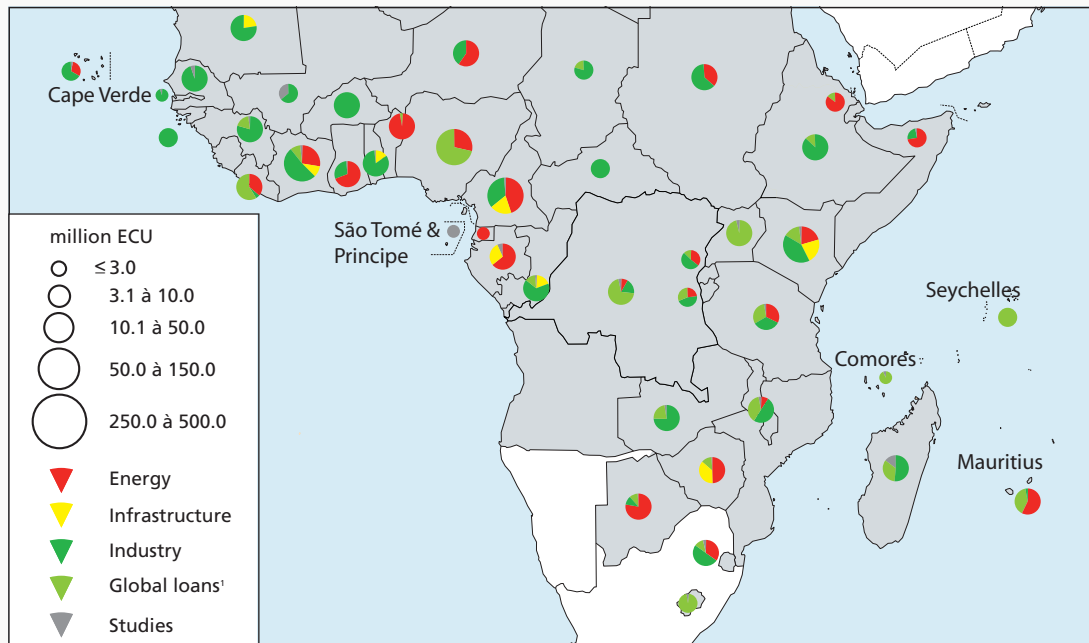 Cape Verde
São Tomé &
Principe
Seychelles
Comores
Mauritius
million ECU
≤ 3.0
3.1 à 10.0
10.1 à 50.0
50.0 à 150.0
250.0 à 500.0
Energy
Infrastructure
Industry
Global loans¹
Studies